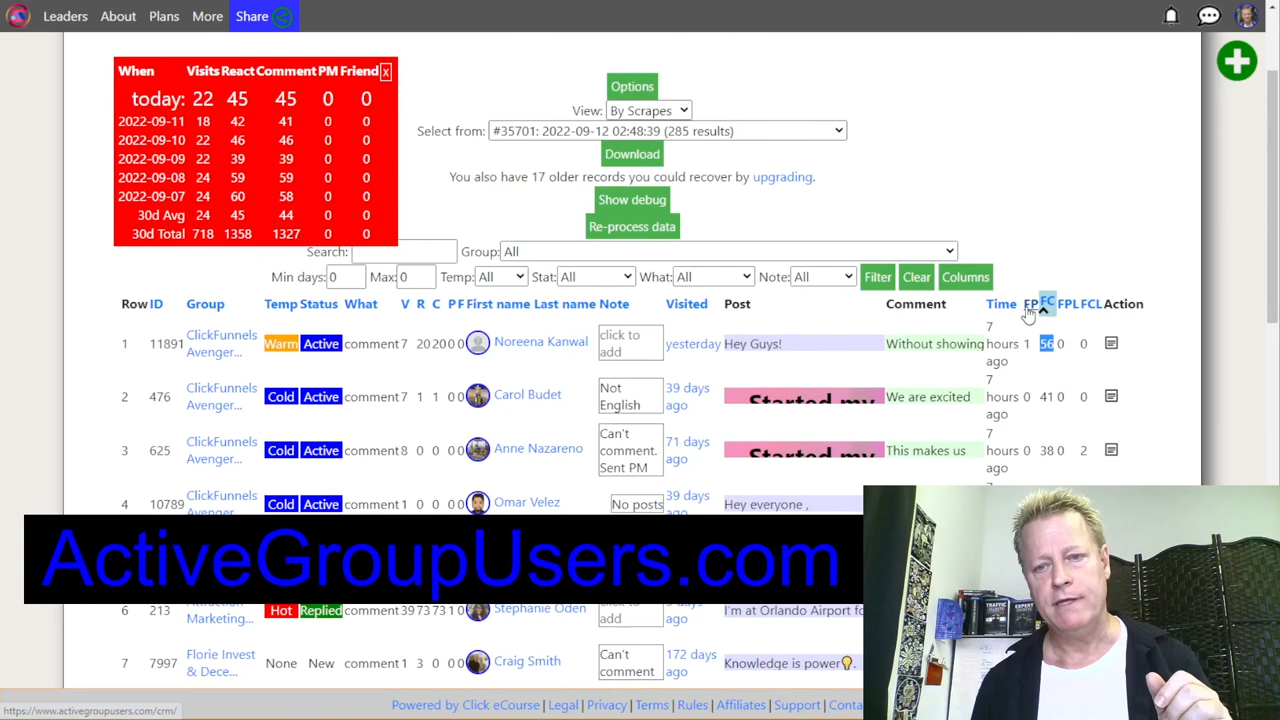 Leaders About Plans More Share
When Visits React Comment PM Friend x
today: 22 45 45 0 0
2022-09-11 18 42 41 0 0
2022-09-10 22 46 46 0 0
2022-09-09 22 39 39 0 0
2022-09-08 24 59 59 0 0
2022-09-07 24 60 58 0 0
30d Avg 24 45 44 0 0
30d Total 718 1358 1327 0 0
Options
View: By Scrapes
Select from: #35701: 2022-09-12 02:48:39 (285 results)
Download
You also have 17 older records you could recover by upgrading.
Show debug
Re-process data
Search: Group: All
Min days: 0 Max: 0 Temp: All Stat: All What: All Note: All Filter Clear Columns
Row ID Group Temp Status What V R C P F First name Last name Note Visited Post Comment Time FP FC FPL FCL Action
1 11891 ClickFunnels Avenger... Warm Active comment 7 20 20 0 0 Noreena Kanwal click to add yesterday Hey Guys! Without showing 7 hours ago 1 56 0 0
2 476 ClickFunnels Avenger... Cold Active comment 7 1 1 0 0 Carol Budet Not English 39 days ago Started my We are excited 7 hours ago 0 41 0 0
3 625 ClickFunnels Avenger... Cold Active comment 8 0 0 0 0 Anne Nazareno Can't comment. Sent PM 71 days ago Started my This makes us 7 hours ago 0 38 0 2
4 10789 ClickFunnels Avenger... Cold Active comment 1 0 0 0 0 Omar Velez No posts 39 days ago Hey everyone ,
ActiveGroupUsers.com
6 213 Marketing... Hot Replied comment 39 73 73 1 0 Stephanie Oden add ago I'm at Orlando Airport fo
7 7997 Florie Invest & Dece... None New comment 1 3 0 0 0 Craig Smith Can't comment 172 days ago Knowledge is power💡.
TRAFFIC SECRETS
EXPERT SECRETS
https://www.activegroupusers.com/crm/
Powered by Click eCourse | Legal | Privacy | Terms | Rules | Affiliates | Support | Conta